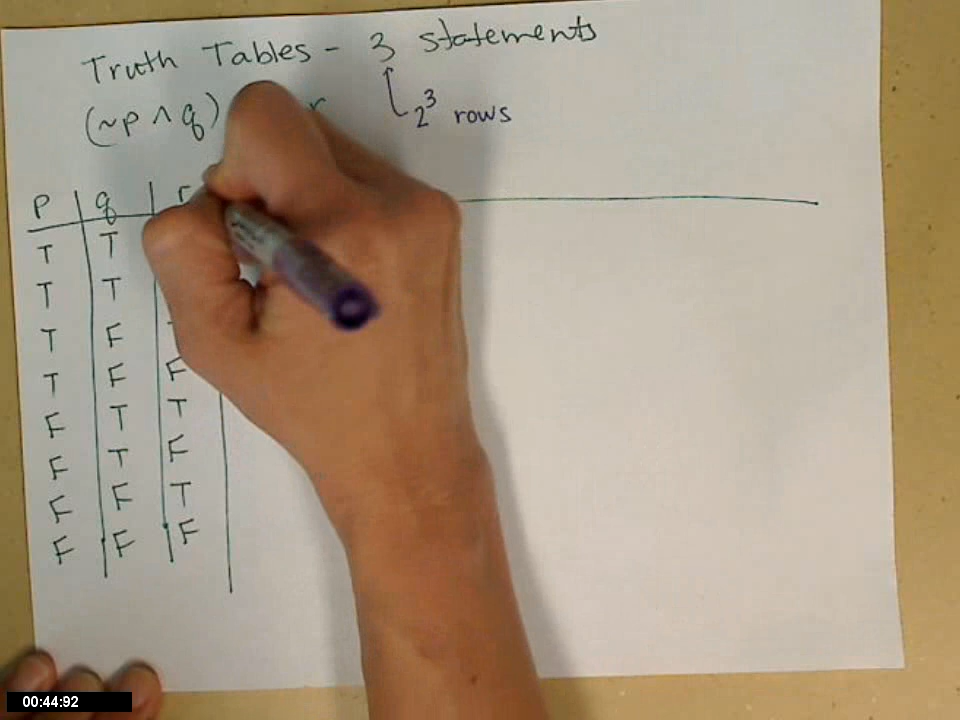 Truth Tables - 3 statements
(~p ∧ q) r
2³ rows
p q r
T T
T T
T F
T F F
F T T
F T F
F F T
F F F
00:44:92